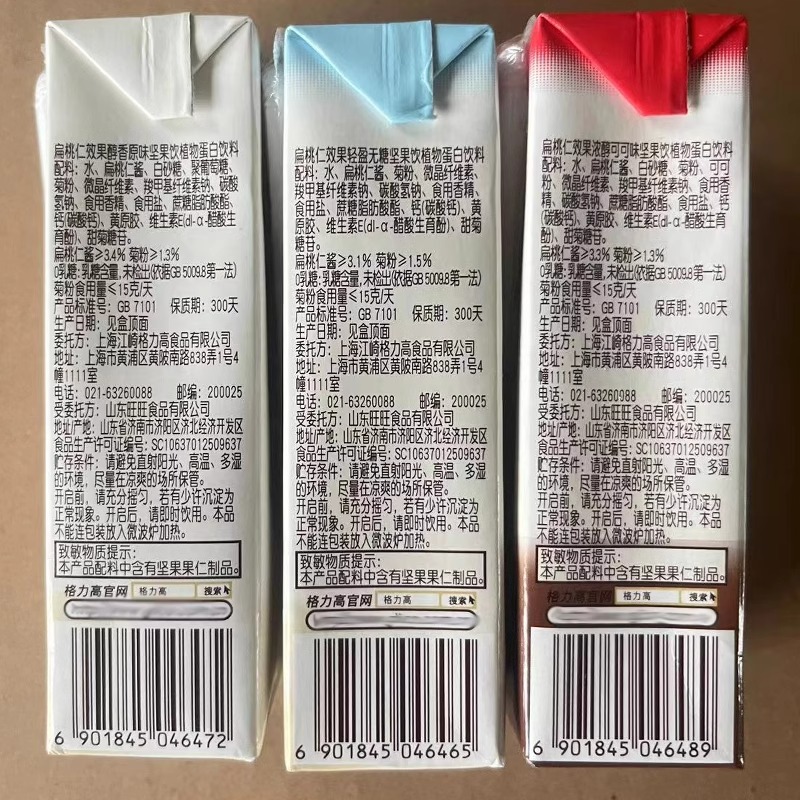 扁桃仁效果醇香原味坚果饮植物蛋白饮料
配料：水、扁桃仁酱、白砂糖、聚葡萄糖、
菊粉、微晶纤维素、羧甲基纤维素钠、碳酸
氢钠、食用香精、食用盐、蔗糖脂肪酸酯、
钙(碳酸钙)、黄原胶、维生素E(dl-α-醋酸生
育酚)、甜菊糖苷。
扁桃仁酱≥3.4% 菊粉≥1.3%
0乳糖：乳糖含量，未检出(依据GB 5009.8第一法)
菊粉食用量≤15克/天
产品标准号：GB 7101 保质期：300天
生产日期：见盒顶面
委托方：上海江崎格力高食品有限公司
地址：上海市黄浦区黄陂南路838弄1号4
幢1111室
电话：021-63260088 邮编：200025
受委托方：山东旺旺食品有限公司
地址/产地：山东省济南市济阳区济北经济开发区
食品生产许可证编号：SC10637012509637
贮存条件：请避免直射阳光、高温、多湿
的环境，尽量在凉爽的场所保管。
开启前，请充分摇匀，若有少许沉淀为
正常现象。开启后，请即时饮用。本品
不能连包装放入微波炉加热。
致敏物质提示：
本产品配料中含有坚果果仁制品。
格力高官网 格力高 搜索
6 901845 046472
扁桃仁效果轻盈无糖坚果饮植物蛋白饮料
配料：水、扁桃仁酱、菊粉、微晶纤维素、
羧甲基纤维素钠、碳酸氢钠、食用香精、
食用盐、蔗糖脂肪酸酯、钙(碳酸钙)、黄
原胶、维生素E(dl-α-醋酸生育酚)、甜菊
糖苷。
扁桃仁酱≥3.1% 菊粉≥1.5%
0乳糖：乳糖含量，未检出(依据GB 5009.8第一法)
菊粉食用量≤15克/天
产品标准号：GB 7101 保质期：300天
生产日期：见盒顶面
委托方：上海江崎格力高食品有限公司
地址：上海市黄浦区黄陂南路838弄1号4
幢1111室
电话：021-63260088 邮编：200025
受委托方：山东旺旺食品有限公司
地址/产地：山东省济南市济阳区济北经济开发区
食品生产许可证编号：SC10637012509637
贮存条件：请避免直射阳光、高温、多湿
的环境，尽量在凉爽的场所保管。
开启前，请充分摇匀，若有少许沉淀为
正常现象。开启后，请即时饮用。本品
不能连包装放入微波炉加热。
致敏物质提示：
本产品配料中含有坚果果仁制品。
格力高官网 格力高 搜索
6 901845 046465
扁桃仁效果浓醇可可味坚果饮植物蛋白饮料
配料：水、扁桃仁酱、白砂糖、菊粉、可可
粉、微晶纤维素、羧甲基纤维素钠、食用香
精、碳酸氢钠、蔗糖脂肪酸酯、食用盐、钙
(碳酸钙)、黄原胶、维生素E(dl-α-醋酸生育
酚)、甜菊糖苷。
扁桃仁酱≥3.3% 菊粉≥1.3%
0乳糖：乳糖含量，未检出(依据GB 5009.8第一法)
菊粉食用量≤15克/天
产品标准号：GB 7101 保质期：300天
生产日期：见盒顶面
委托方：上海江崎格力高食品有限公司
地址：上海市黄浦区黄陂南路838弄1号4
幢1111室
电话：021-63260088 邮编：200025
受委托方：山东旺旺食品有限公司
地址/产地：山东省济南市济阳区济北经济开发区
食品生产许可证编号：SC10637012509637
贮存条件：请避免直射阳光、高温、多湿
的环境，尽量在凉爽的场所保管。
开启前，请充分摇匀，若有少许沉淀为
正常现象。开启后，请即时饮用。本品
不能连包装放入微波炉加热。
致敏物质提示：
本产品配料中含有坚果果仁制品。
格力高官网 格力高 搜索
6 901845 046489